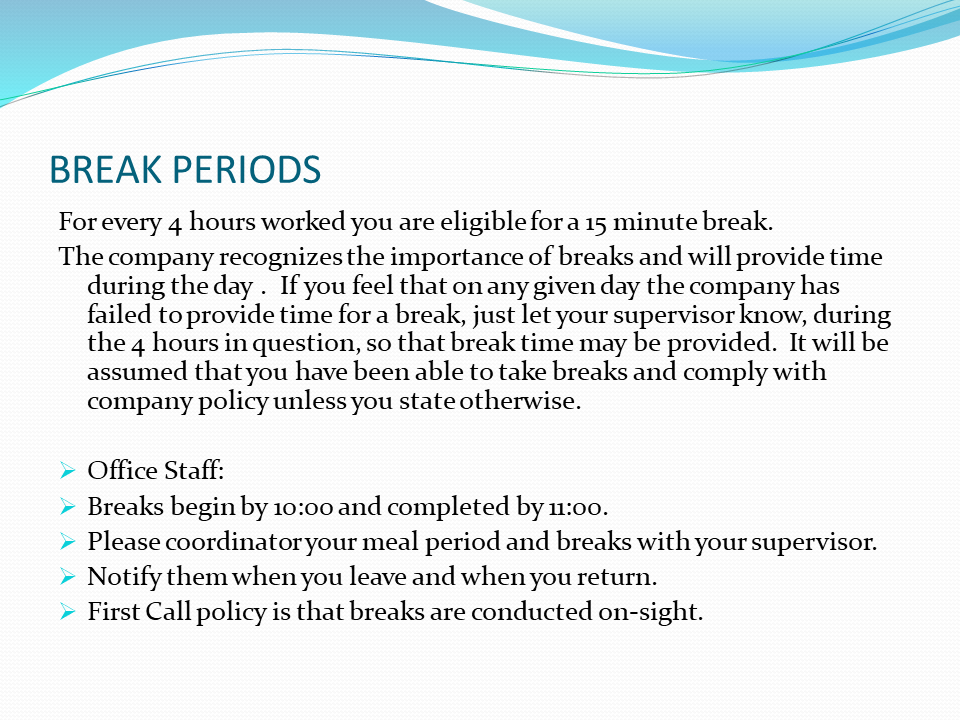 BREAK PERIODS
For every 4 hours worked you are eligible for a 15 minute break.
The company recognizes the importance of breaks and will provide time
during the day .  If you feel that on any given day the company has
failed to provide time for a break, just let your supervisor know, during
the 4 hours in question, so that break time may be provided.  It will be
assumed that you have been able to take breaks and comply with
company policy unless you state otherwise.
Office Staff:
Breaks begin by 10:00 and completed by 11:00.
Please coordinator your meal period and breaks with your supervisor.
Notify them when you leave and when you return.
First Call policy is that breaks are conducted on-sight.